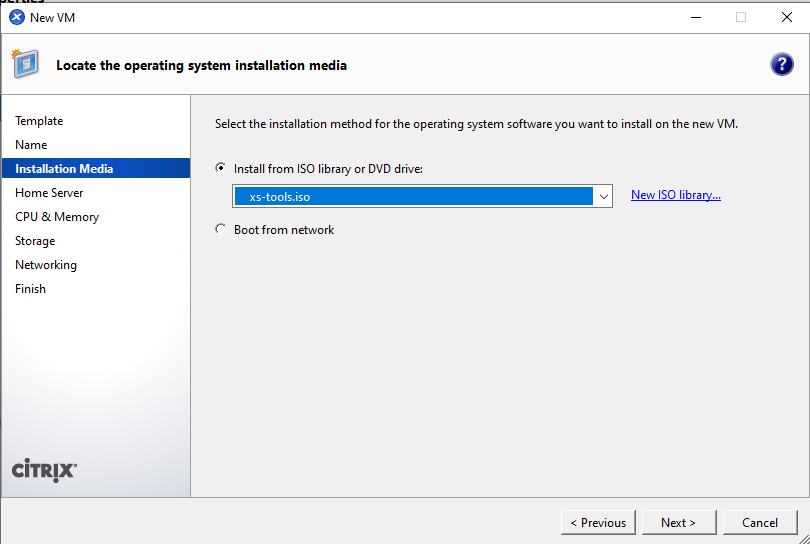 New VM
Locate the operating system installation media
?
Template
Name
Installation Media
Home Server
CPU & Memory
Storage
Networking
Finish
CİTRIX
Select the installation method for the operating system software you want to install on the new VM.
Install from ISO library or DVD drive:
xs-tools.iso
New ISO library...
Boot from network
< Previous
Next >
Cancel